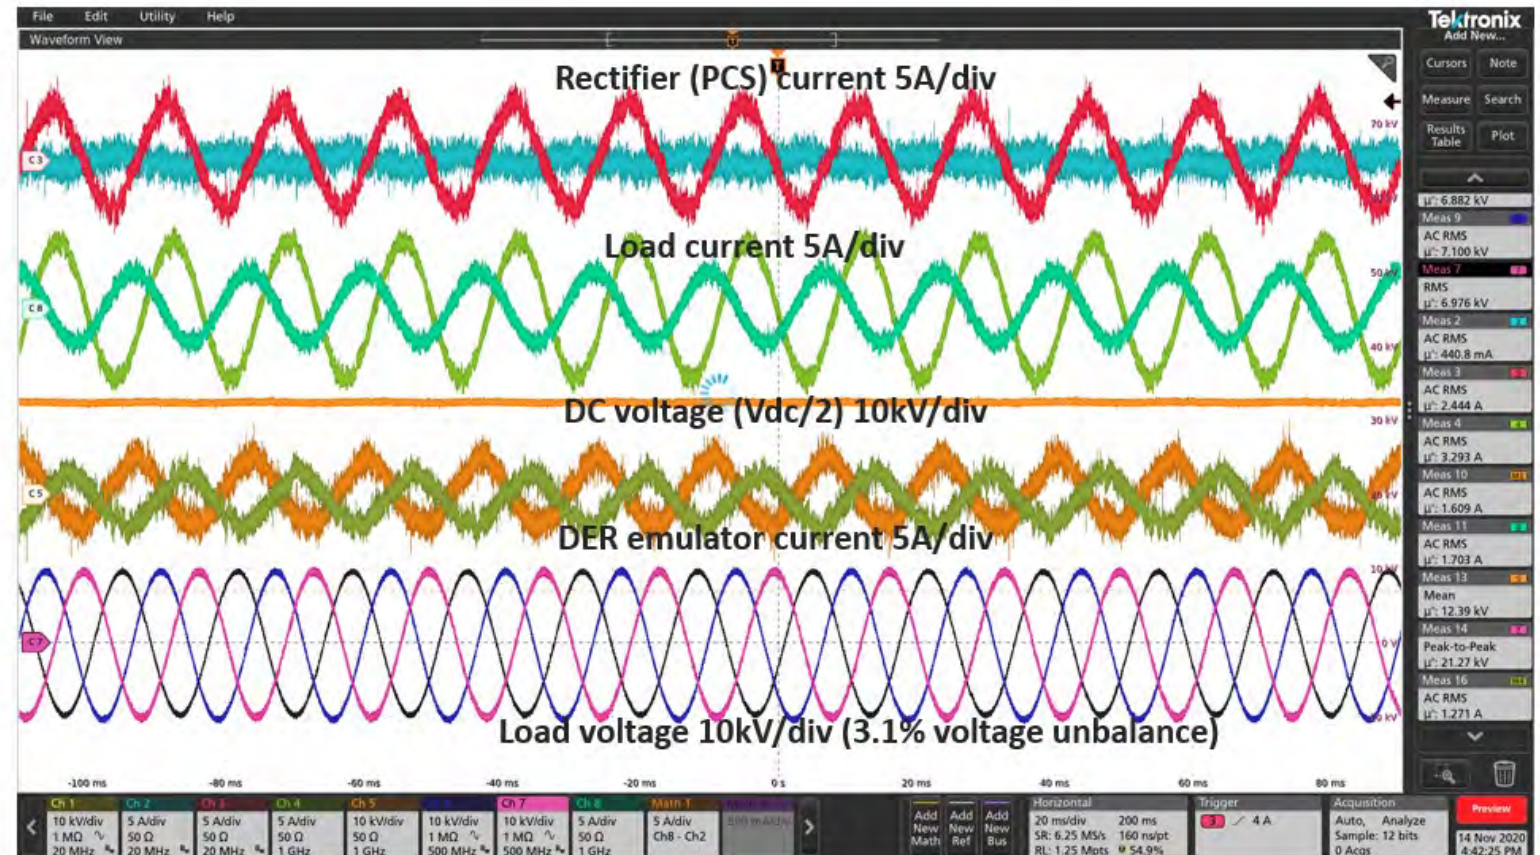 File Edit Utility Help
Tektronix
Waveform View
Add New...
Cursors Note
Measure Search
Results Table Plot
T
T
Rectifier (PCS) current 5A/div
70 kV
C3
Load current 5A/div
50 kV
C8
40 kV
DC voltage (Vdc/2) 10kV/div
30 kV
C5
DER emulator current 5A/div
10 kV
C7
0 V
Load voltage 10kV/div (3.1% voltage unbalance)
-100 ms -80 ms -60 ms -40 ms -20 ms 0 s 20 ms 40 ms 60 ms 80 ms
µ': 6.882 kV
Meas 9
AC RMS
µ': 7.100 kV
Meas 7
RMS
µ': 6.976 kV
Meas 2
AC RMS
µ': 440.8 mA
Meas 3
AC RMS
µ': 2.444 A
Meas 4
AC RMS
µ': 3.293 A
Meas 10
AC RMS
µ': 1.609 A
Meas 11
AC RMS
µ': 1.703 A
Meas 13
Mean
µ': 12.39 kV
Meas 14
Peak-to-Peak
µ': 21.27 kV
Meas 16
AC RMS
µ': 1.271 A
Ch 1
10 kV/div
1 MΩ
20 MHz
Ch 2
5 A/div
50 Ω
20 MHz
Ch 3
5 A/div
50 Ω
20 MHz
Ch 4
5 A/div
50 Ω
1 GHz
Ch 5
10 kV/div
50 Ω
1 GHz
10 kV/div
1 MΩ
500 MHz
Ch 7
10 kV/div
1 MΩ
500 MHz
Ch 8
5 A/div
50 Ω
1 GHz
Math 1
5 A/div
Ch8 - Ch2
Add New Math
Add New Ref
Add New Bus
Horizontal
20 ms/div 200 ms
SR: 6.25 MS/s 160 ns/pt
RL: 1.25 Mpts 54.9%
Trigger
3 4 A
Acquisition
Auto, Analyze
Sample: 12 bits
0 Acqs
Preview
14 Nov 2020
4:42:25 PM